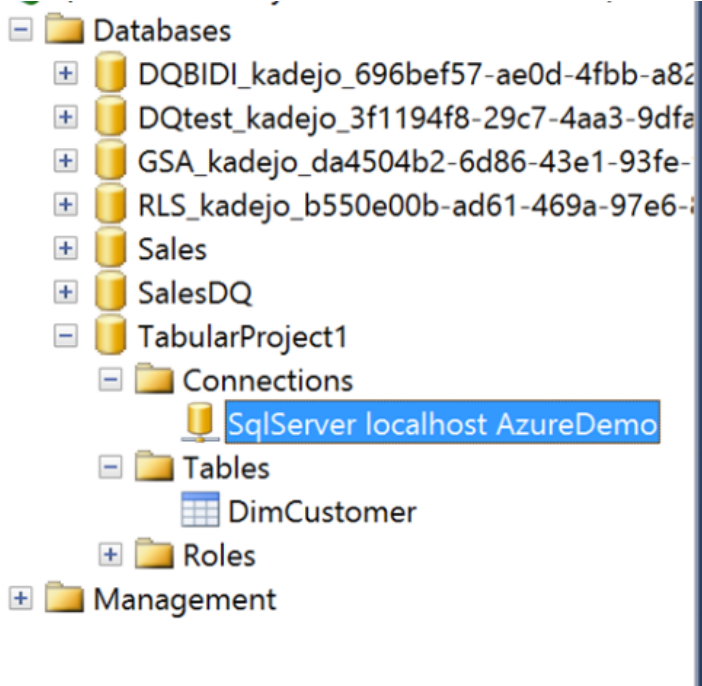 Databases
DQBIDI_kadejo_696bef57-ae0d-4fbb-a82
DQtest_kadejo_3f1194f8-29c7-4aa3-9dfa
GSA_kadejo_da4504b2-6d86-43e1-93fe-
RLS_kadejo_b550e00b-ad61-469a-97e6-
Sales
SalesDQ
TabularProject1
Connections
SqlServer localhost AzureDemo
Tables
DimCustomer
Roles
Management